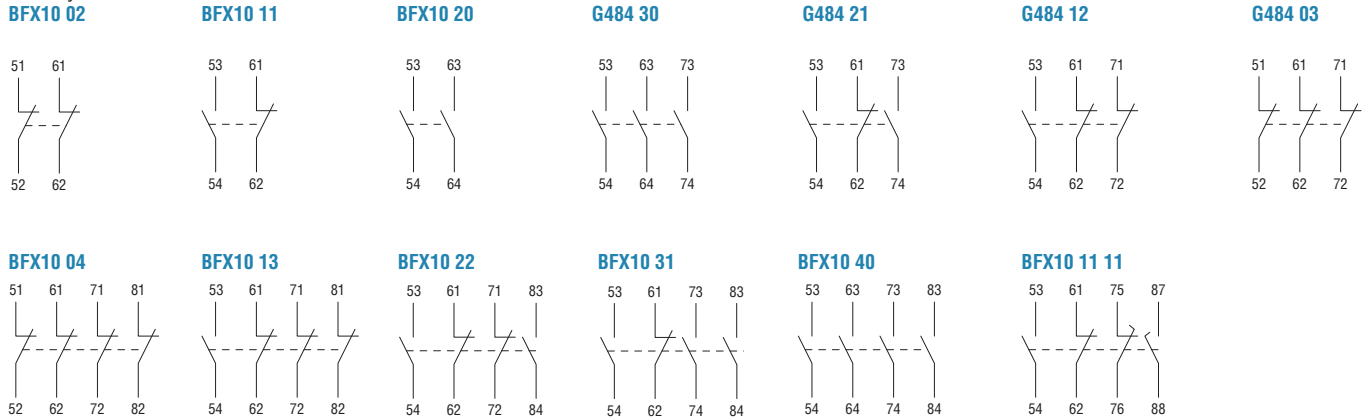 BFX10 02 BFX10 11 BFX10 20 G484 30 G484 21 G484 12 G484 03
51 61 53 61 53 63 53 63 73 53 61 73 53 61 71 51 61 71
52 62 54 62 54 64 54 64 74 54 62 74 54 62 72 52 62 72
BFX10 04 BFX10 13 BFX10 22 BFX10 31 BFX10 40 BFX10 11 11
51 61 71 81 53 61 71 81 53 61 71 83 53 61 73 83 53 63 73 83 53 61 75 87
52 62 72 82 54 62 72 82 54 62 72 84 54 62 74 84 54 64 74 84 54 62 76 88